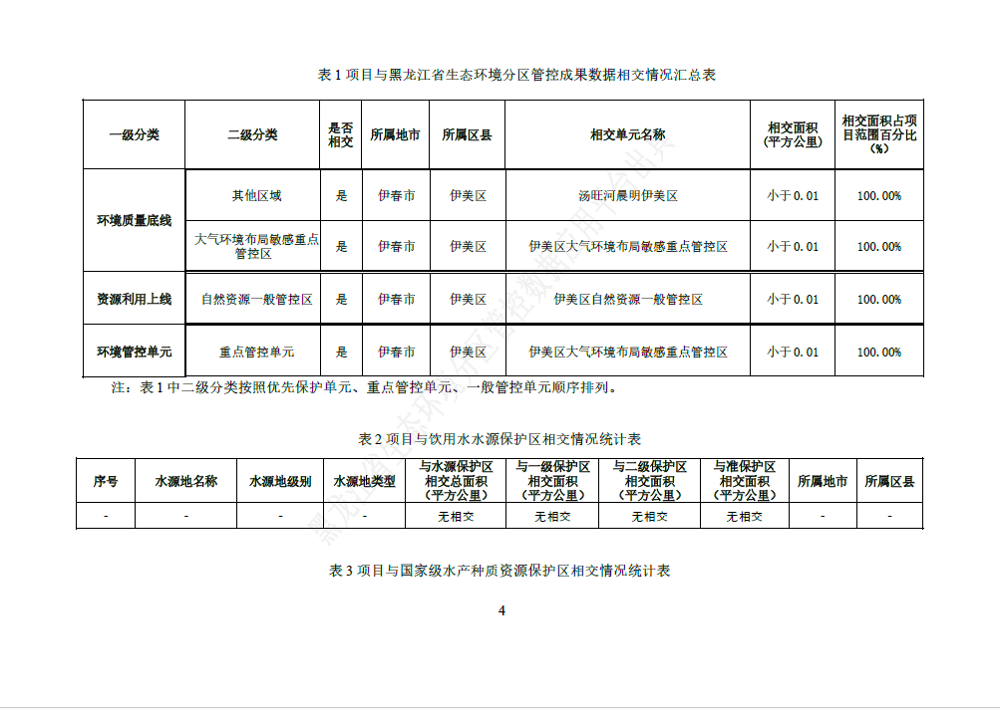 表 1 项目与黑龙江省生态环境分区管控成果数据相交情况汇总表
一级分类 二级分类 是否相交 所属地市 所属区县 相交单元名称 相交面积(平方公里) 相交面积占项目范围百分比（%）
环境质量底线 其他区域 是 伊春市 伊美区 汤旺河晨明伊美区 小于 0.01 100.00%
大气环境布局敏感重点管控区 是 伊春市 伊美区 伊美区大气环境布局敏感重点管控区 小于 0.01 100.00%
资源利用上线 自然资源一般管控区 是 伊春市 伊美区 伊美区自然资源一般管控区 小于 0.01 100.00%
环境管控单元 重点管控单元 是 伊春市 伊美区 伊美区大气环境布局敏感重点管控区 小于 0.01 100.00%
注：表 1 中二级分类按照优先保护单元、重点管控单元、一般管控单元顺序排列。
表 2 项目与饮用水水源保护区相交情况统计表
序号 水源地名称 水源地级别 水源地类型 与水源保护区相交总面积（平方公里） 与一级保护区相交面积（平方公里） 与二级保护区相交面积（平方公里） 与准保护区相交面积（平方公里） 所属地市 所属区县
- - - - 无相交 无相交 无相交 无相交 - -
表 3 项目与国家级水产种质资源保护区相交情况统计表
4
黑龙江省生态环境分区管控数据应用平台出具